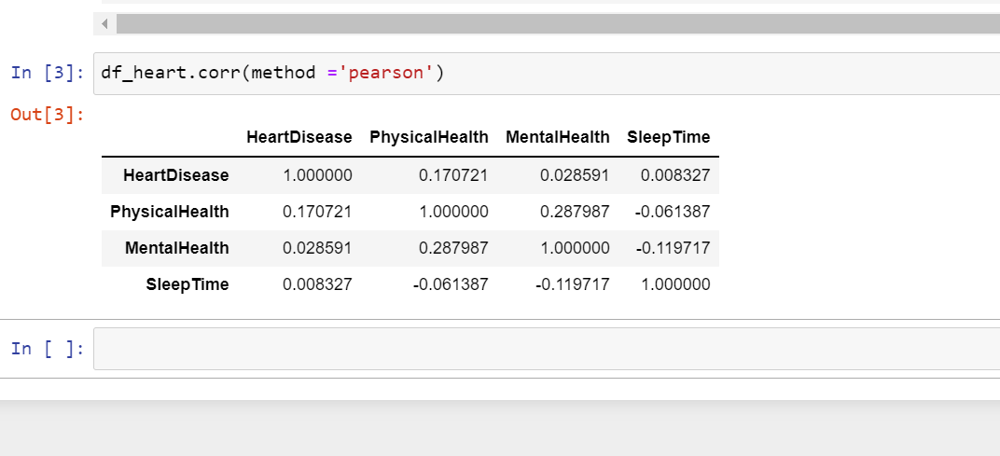 In [3]: df_heart.corr(method ='pearson')
Out[3]:
HeartDisease PhysicalHealth MentalHealth SleepTime
HeartDisease 1.000000 0.170721 0.028591 0.008327
PhysicalHealth 0.170721 1.000000 0.287987 -0.061387
MentalHealth 0.028591 0.287987 1.000000 -0.119717
SleepTime 0.008327 -0.061387 -0.119717 1.000000
In [ ]: